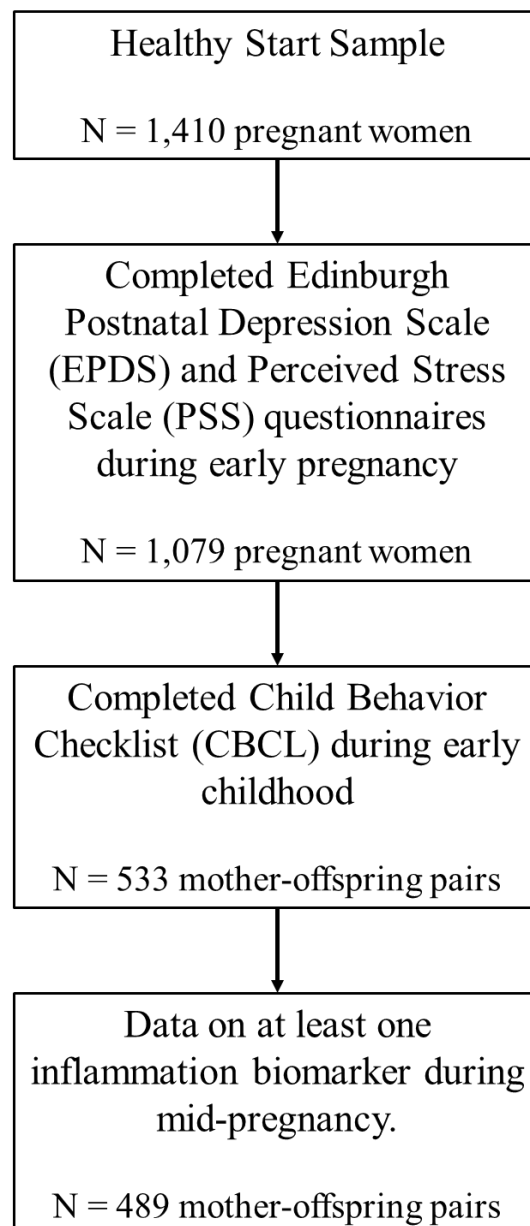 Healthy Start Sample
N = 1,410 pregnant women
Completed Edinburgh
Postnatal Depression Scale
(EPDS) and Perceived Stress
Scale (PSS) questionnaires
during early pregnancy
N = 1,079 pregnant women
Completed Child Behavior
Checklist (CBCL) during early
childhood
N = 533 mother-offspring pairs
Data on at least one
inflammation biomarker during
mid-pregnancy.
N = 489 mother-offspring pairs